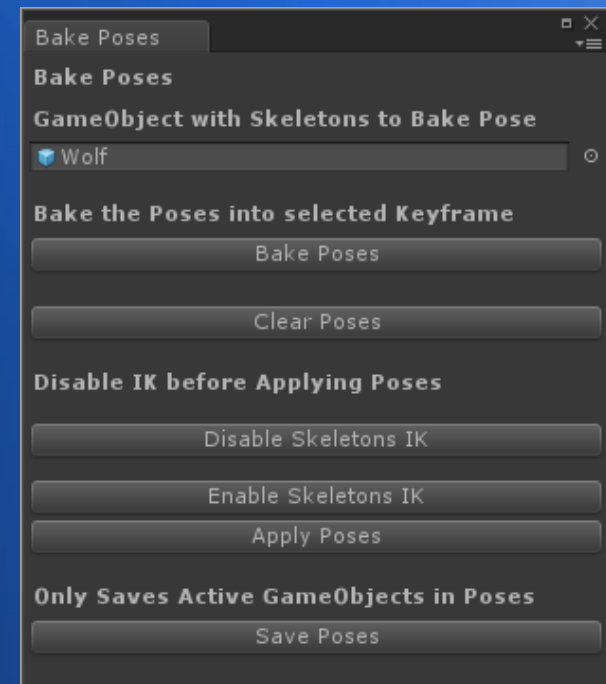 Bake Poses
Bake Poses
GameObject with Skeletons to Bake Pose
Wolf
Bake the Poses into selected Keyframe
Bake Poses
Clear Poses
Disable IK before Applying Poses
Disable Skeletons IK
Enable Skeletons IK
Apply Poses
Only Saves Active GameObjects in Poses
Save Poses